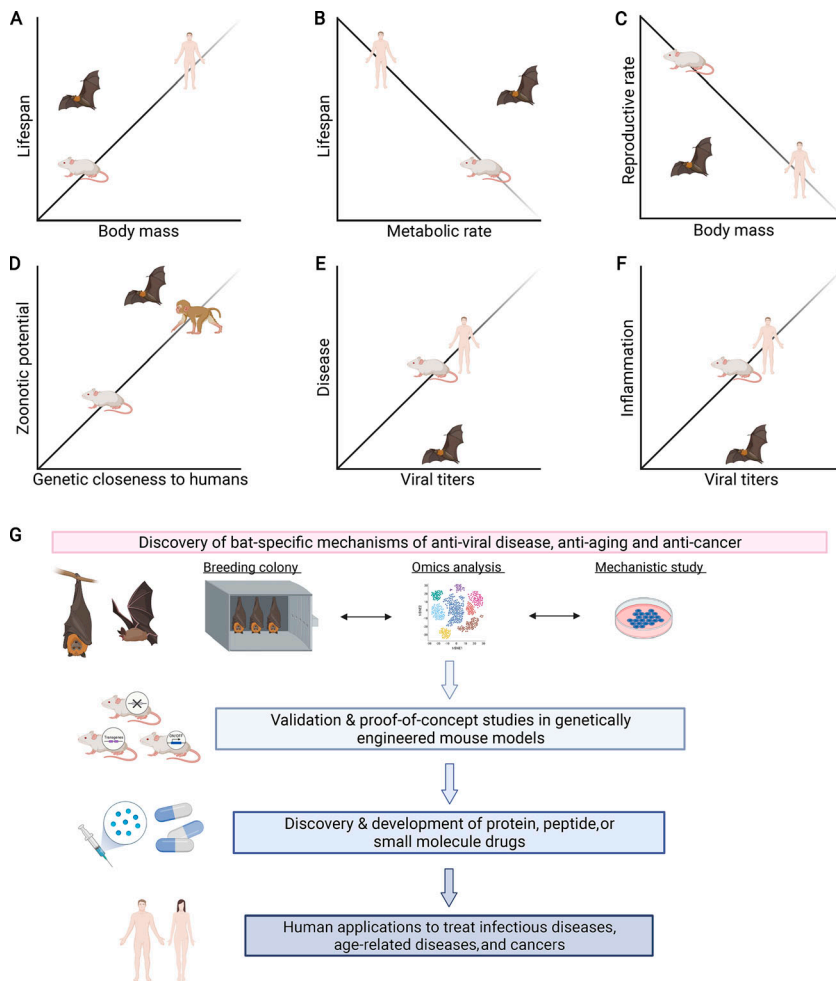 A
Lifespan
Body mass
B
Lifespan
Metabolic rate
C
Reproductive rate
Body mass
D
Zoonotic potential
Genetic closeness to humans
E
Disease
Viral titers
F
Inflammation
Viral titers
G
Discovery of bat-specific mechanisms of anti-viral disease, anti-aging and anti-cancer
Breeding colony
Omics analysis
Mechanistic study
Validation & proof-of-concept studies in genetically
engineered mouse models
Transgenes
ON/OFF
Discovery & development of protein, peptide,or
small molecule drugs
Human applications to treat infectious diseases,
age-related diseases,and cancers